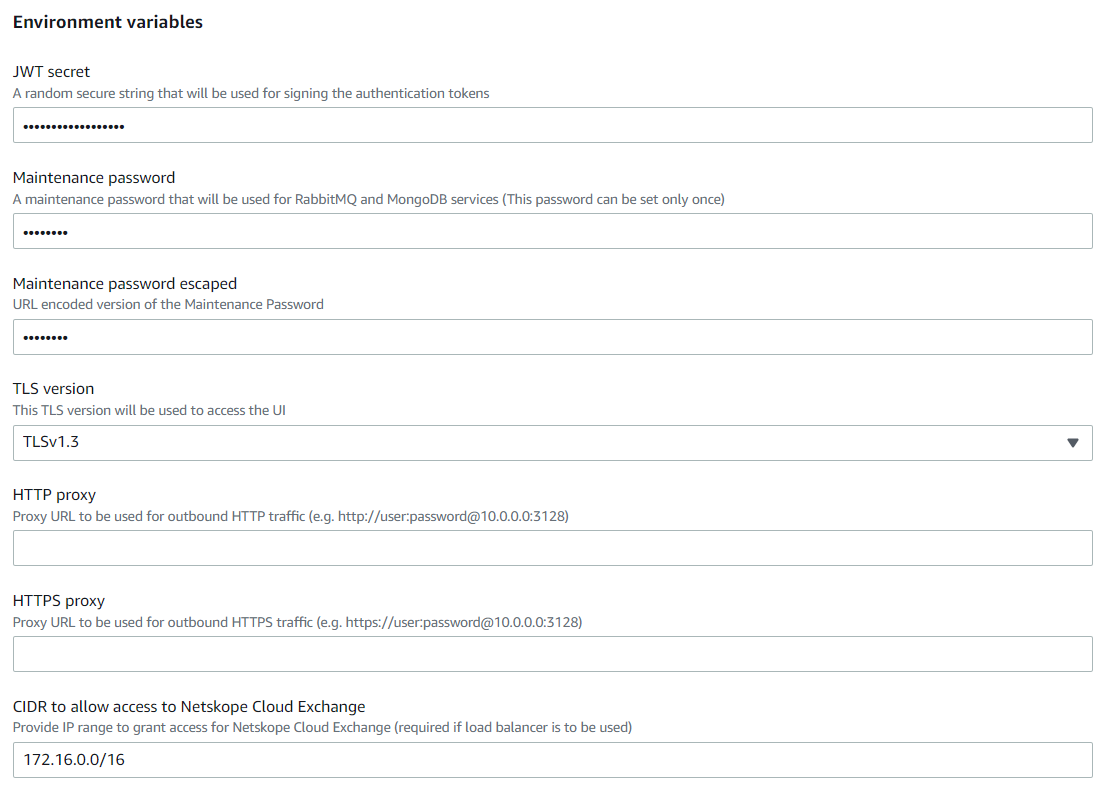 Environment variables
JWT secret
A random secure string that will be used for signing the authentication tokens
••••••••••••••••••
Maintenance password
A maintenance password that will be used for RabbitMQ and MongoDB services (This password can be set only once)
••••••••
Maintenance password escaped
URL encoded version of the Maintenance Password
••••••••
TLS version
This TLS version will be used to access the UI
TLSv1.3
HTTP proxy
Proxy URL to be used for outbound HTTP traffic (e.g. http://user:password@10.0.0.0:3128)
HTTPS proxy
Proxy URL to be used for outbound HTTPS traffic (e.g. https://user:password@10.0.0.0:3128)
CIDR to allow access to Netskope Cloud Exchange
Provide IP range to grant access for Netskope Cloud Exchange (required if load balancer is to be used)
172.16.0.0/16